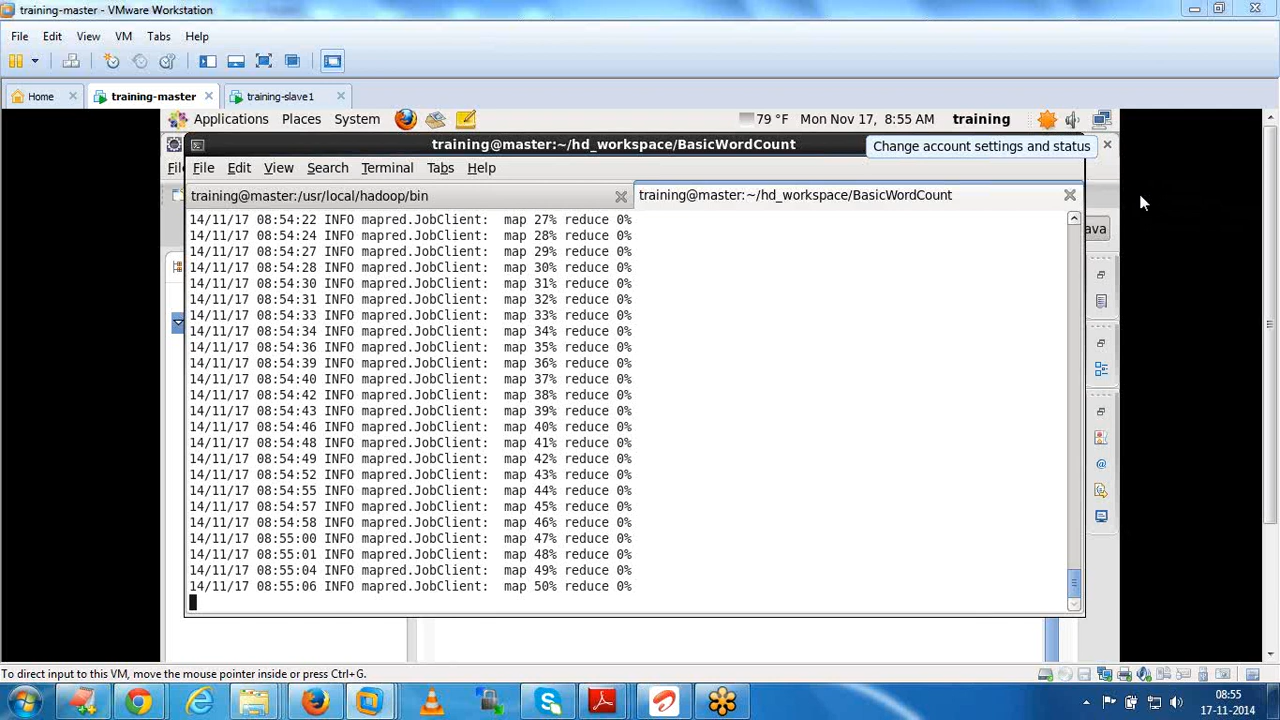 training-master - VMware Workstation
File Edit View VM Tabs Help
Home training-master training-slave1
Applications Places System 79 °F Mon Nov 17, 8:55 AM training
training@master:~/hd_workspace/BasicWordCount
Change account settings and status
Fi File Edit View Search Terminal Tabs Help
training@master:/usr/local/hadoop/bin training@master:~/hd_workspace/BasicWordCount
14/11/17 08:54:22 INFO mapred.JobClient: map 27% reduce 0%
ava
14/11/17 08:54:24 INFO mapred.JobClient: map 28% reduce 0%
14/11/17 08:54:27 INFO mapred.JobClient: map 29% reduce 0%
14/11/17 08:54:28 INFO mapred.JobClient: map 30% reduce 0%
14/11/17 08:54:30 INFO mapred.JobClient: map 31% reduce 0%
14/11/17 08:54:31 INFO mapred.JobClient: map 32% reduce 0%
14/11/17 08:54:33 INFO mapred.JobClient: map 33% reduce 0%
14/11/17 08:54:34 INFO mapred.JobClient: map 34% reduce 0%
14/11/17 08:54:36 INFO mapred.JobClient: map 35% reduce 0%
14/11/17 08:54:39 INFO mapred.JobClient: map 36% reduce 0%
14/11/17 08:54:40 INFO mapred.JobClient: map 37% reduce 0%
14/11/17 08:54:42 INFO mapred.JobClient: map 38% reduce 0%
14/11/17 08:54:43 INFO mapred.JobClient: map 39% reduce 0%
14/11/17 08:54:46 INFO mapred.JobClient: map 40% reduce 0%
14/11/17 08:54:48 INFO mapred.JobClient: map 41% reduce 0%
14/11/17 08:54:49 INFO mapred.JobClient: map 42% reduce 0%
14/11/17 08:54:52 INFO mapred.JobClient: map 43% reduce 0%
14/11/17 08:54:55 INFO mapred.JobClient: map 44% reduce 0%
14/11/17 08:54:57 INFO mapred.JobClient: map 45% reduce 0%
14/11/17 08:54:58 INFO mapred.JobClient: map 46% reduce 0%
14/11/17 08:55:00 INFO mapred.JobClient: map 47% reduce 0%
14/11/17 08:55:01 INFO mapred.JobClient: map 48% reduce 0%
14/11/17 08:55:04 INFO mapred.JobClient: map 49% reduce 0%
14/11/17 08:55:06 INFO mapred.JobClient: map 50% reduce 0%
To direct input to this VM, move the mouse pointer inside or press Ctrl+G.
08:55
17-11-2014